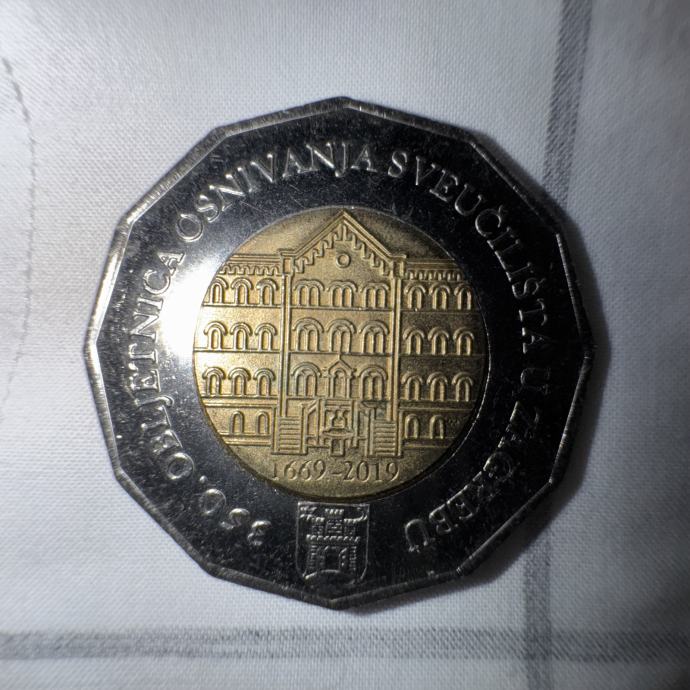 350. OBLJETNICA OSNIVANJA SVEUČILIŠTA U ZAGREBU
1669-2019